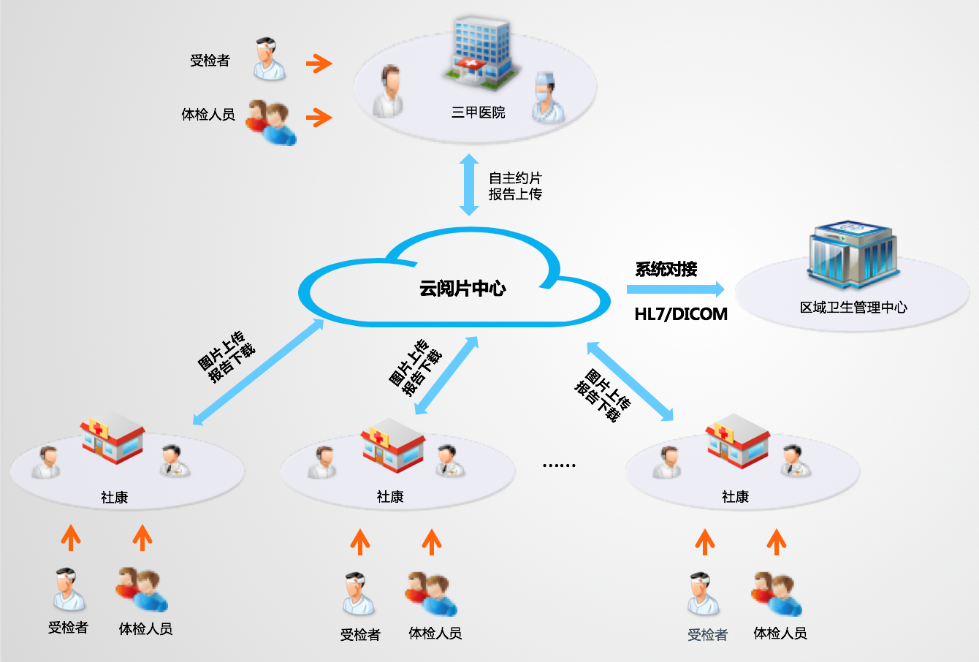 受检者
体检人员
三甲医院
自主约片
报告上传
云阅片中心
系统对接
HL7/DICOM
区域卫生管理中心
图片上传
报告下载
图片上传
报告下载
图片上传
报告下载
社康
社康
......
社康
受检者
体检人员
受检者
体检人员
受检者
体检人员